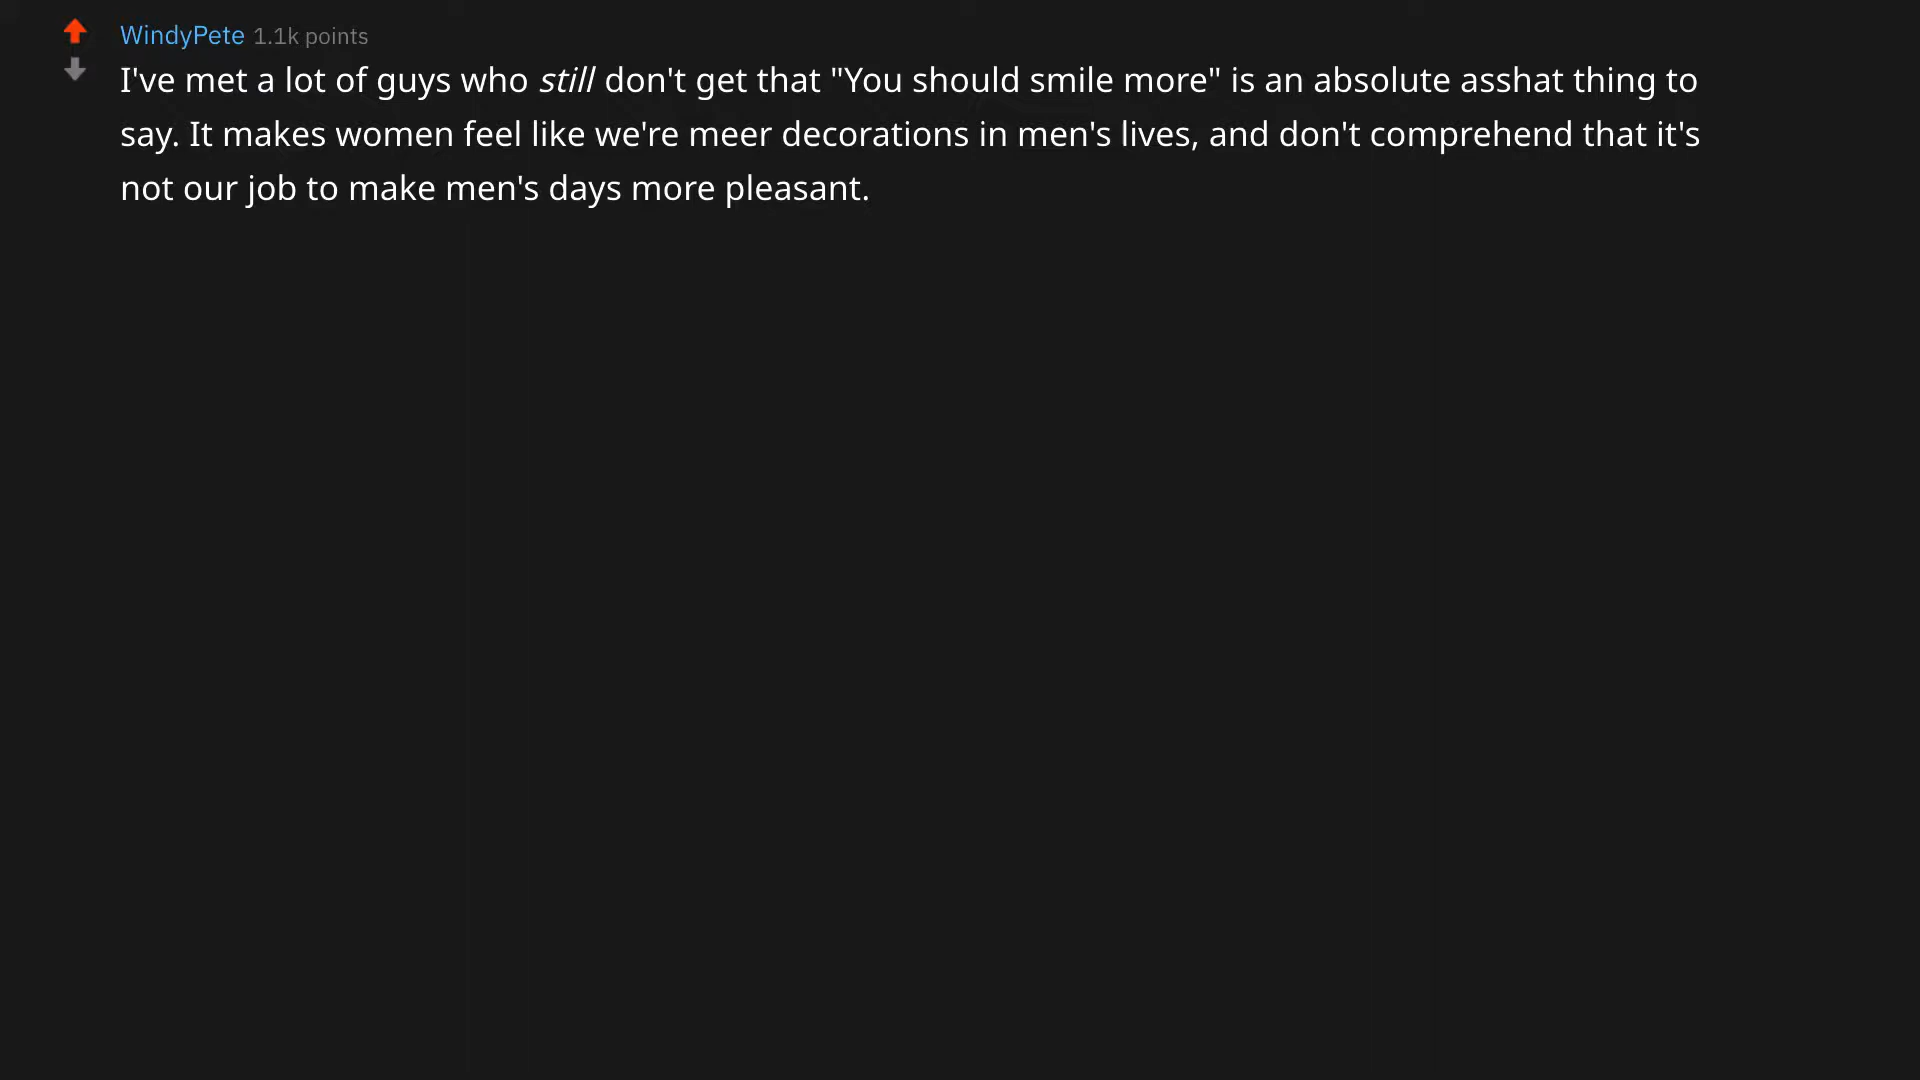 WindyPete 1.1k points
I've met a lot of guys who still don't get that "You should smile more" is an absolute asshat thing to
say. It makes women feel like we're meer decorations in men's lives, and don't comprehend that it's
not our job to make men's days more pleasant.